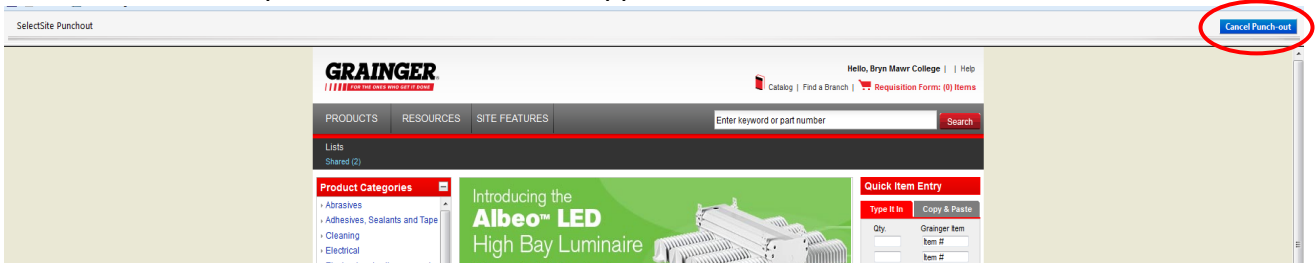 SelectSite Punchout
Cancel Punch-out
GRAINGER
FOR THE ONES WHO GET IT DONE
Hello, Bryn Mawr College | | Help
Catalog | Find a Branch | Requisition Form: (0) Items
PRODUCTS RESOURCES SITE FEATURES
Enter keyword or part number
Search
Lists
Shared (2)
Product Categories
› Abrasives
› Adhesives, Sealants and Tape
› Cleaning
› Electrical
Introducing the
Albeo™ LED
High Bay Luminaire
Quick Item Entry
Type It In Copy & Paste
Qty. Grainger Item
Item #
Item #